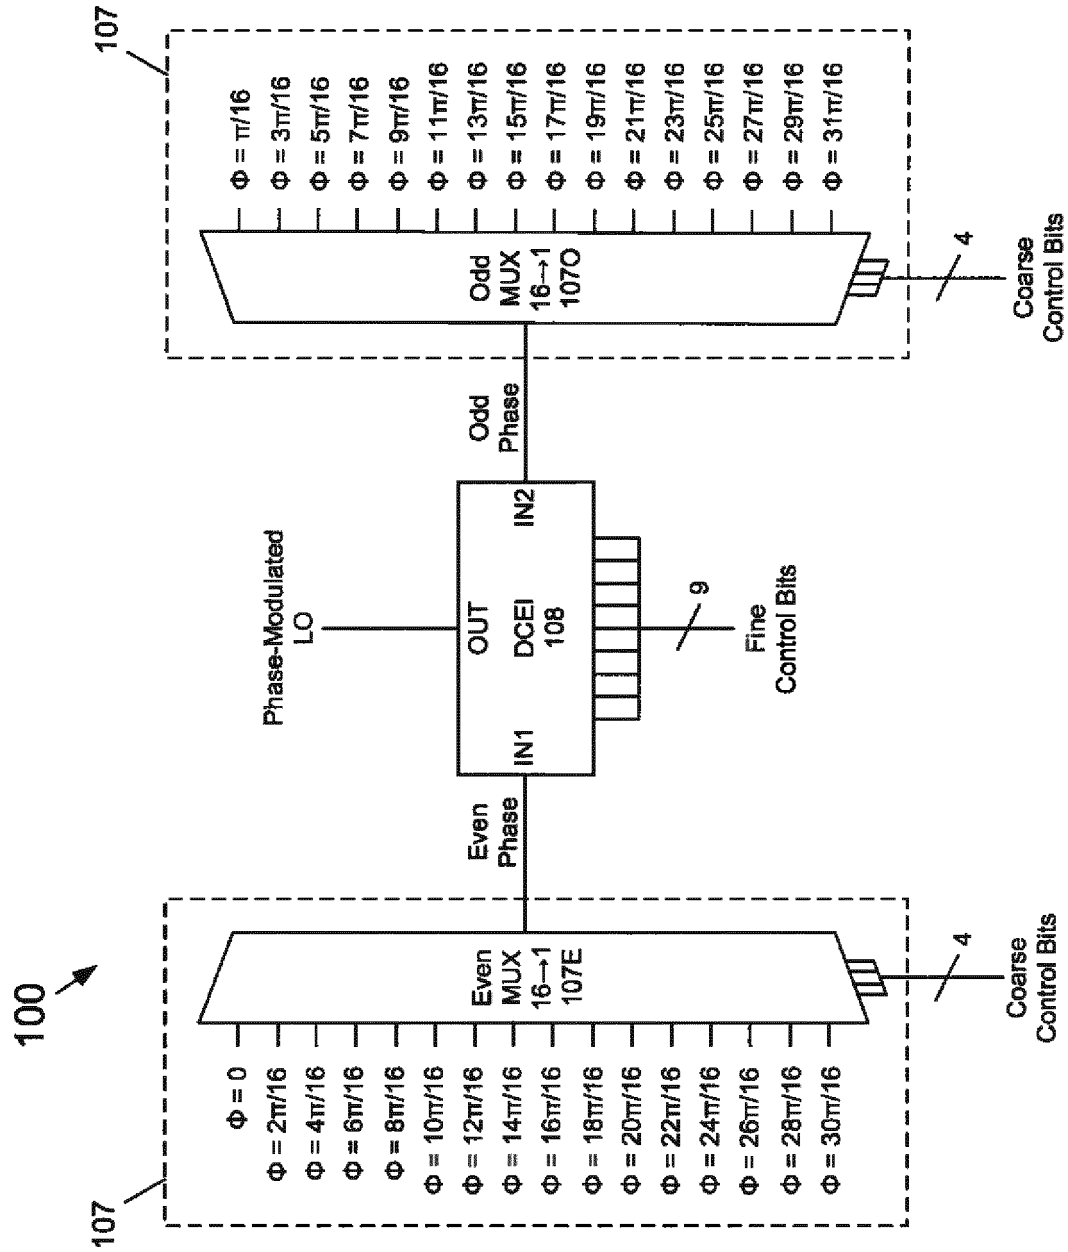 100
107
Φ = 0
Φ = 2π/16
Φ = 4π/16
Φ = 6π/16
Φ = 8π/16
Φ = 10π/16
Φ = 12π/16
Φ = 14π/16
Φ = 16π/16
Φ = 18π/16
Φ = 20π/16
Φ = 22π/16
Φ = 24π/16
Φ = 26π/16
Φ = 28π/16
Φ = 30π/16
Even
MUX
16→1
107E
4
Coarse
Control Bits
Even
Phase
Phase-Modulated
LO
OUT
IN1
DCEI
108
IN2
9
Fine
Control Bits
Odd
Phase
107
Odd
MUX
16→1
107O
Φ = π/16
Φ = 3π/16
Φ = 5π/16
Φ = 7π/16
Φ = 9π/16
Φ = 11π/16
Φ = 13π/16
Φ = 15π/16
Φ = 17π/16
Φ = 19π/16
Φ = 21π/16
Φ = 23π/16
Φ = 25π/16
Φ = 27π/16
Φ = 29π/16
Φ = 31π/16
4
Coarse
Control Bits